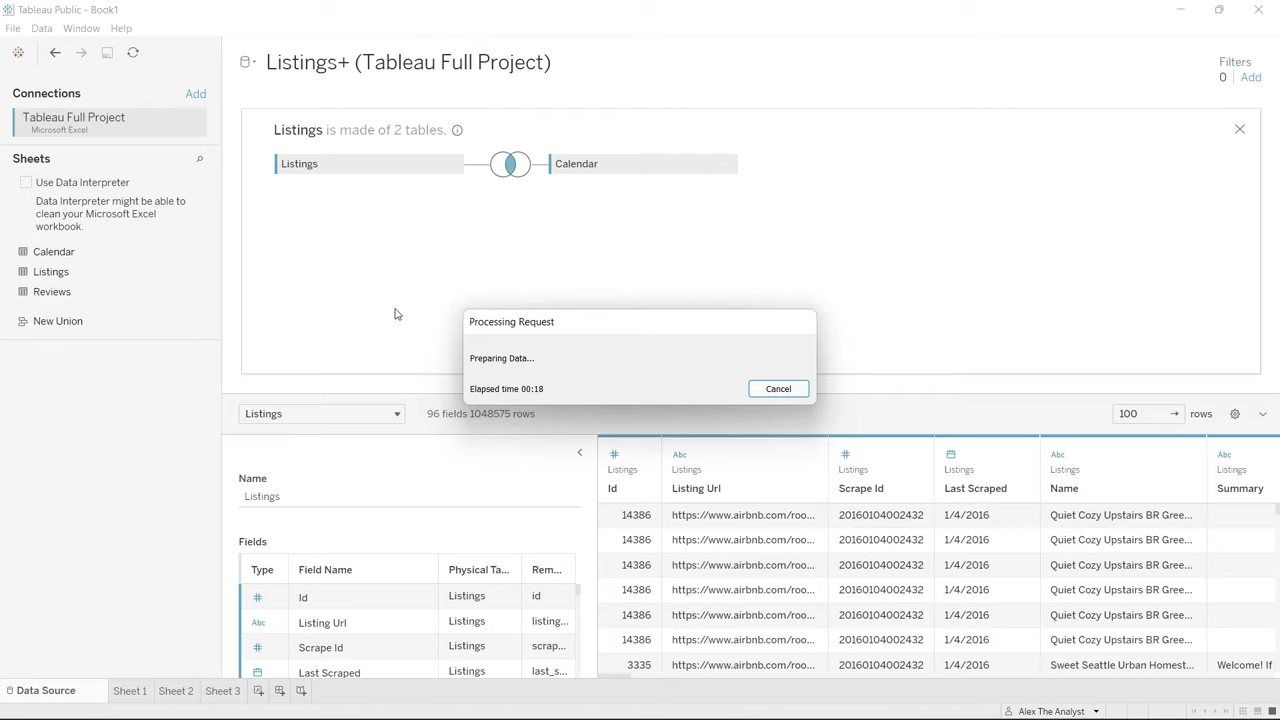 Tableau Public - Book1
File Data Window Help
Listings+ (Tableau Full Project)
Filters
0 Add
Connections Add
Tableau Full Project
Microsoft Excel
Sheets
Use Data Interpreter
Data Interpreter might be able to
clean your Microsoft Excel
workbook.
Calendar
Listings
Reviews
New Union
Listings is made of 2 tables.
Listings
Calendar
Processing Request
Preparing Data...
Elapsed time 00:18
Cancel
Listings
96 fields 1048575 rows
100 → rows
Name
Listings
Fields
Type Field Name Physical Ta... Rem...
# Id Listings id
Abc Listing Url Listings listing...
# Scrape Id Listings scrap...
Last Scraped Listings last_s...
# Abc # Abc Abc
Listings Listings Listings Listings Listings Listings
Id Listing Url Scrape Id Last Scraped Name Summary
14386 https://www.airbnb.com/roo... 20160104002432 1/4/2016 Quiet Cozy Upstairs BR Gree...
14386 https://www.airbnb.com/roo... 20160104002432 1/4/2016 Quiet Cozy Upstairs BR Gree...
14386 https://www.airbnb.com/roo... 20160104002432 1/4/2016 Quiet Cozy Upstairs BR Gree...
14386 https://www.airbnb.com/roo... 20160104002432 1/4/2016 Quiet Cozy Upstairs BR Gree...
14386 https://www.airbnb.com/roo... 20160104002432 1/4/2016 Quiet Cozy Upstairs BR Gree...
14386 https://www.airbnb.com/roo... 20160104002432 1/4/2016 Quiet Cozy Upstairs BR Gree...
3335 https://www.airbnb.com/roo... 20160104002432 1/4/2016 Sweet Seattle Urban Homest... Welcome! If
Data Source Sheet 1 Sheet 2 Sheet 3
Alex The Analyst